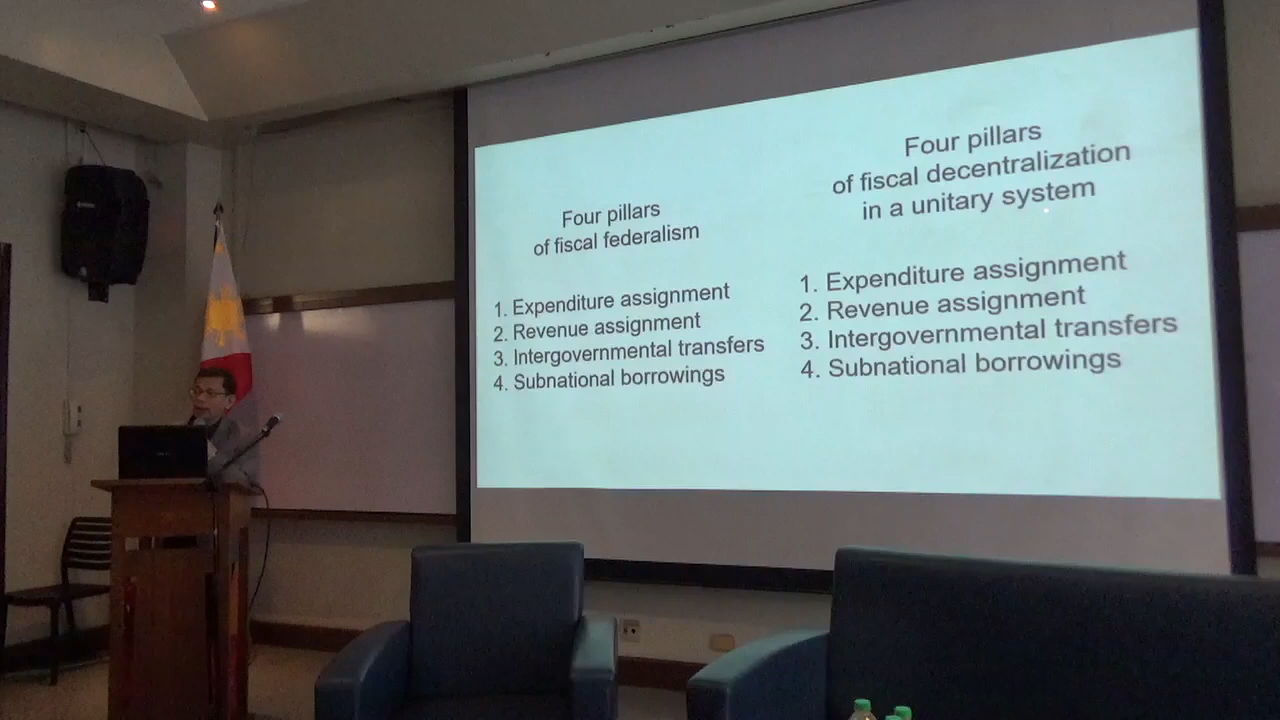 Four pillars
of fiscal federalism
1. Expenditure assignment
2. Revenue assignment
3. Intergovernmental transfers
4. Subnational borrowings
Four pillars
of fiscal decentralization
in a unitary system
1. Expenditure assignment
2. Revenue assignment
3. Intergovernmental transfers
4. Subnational borrowings